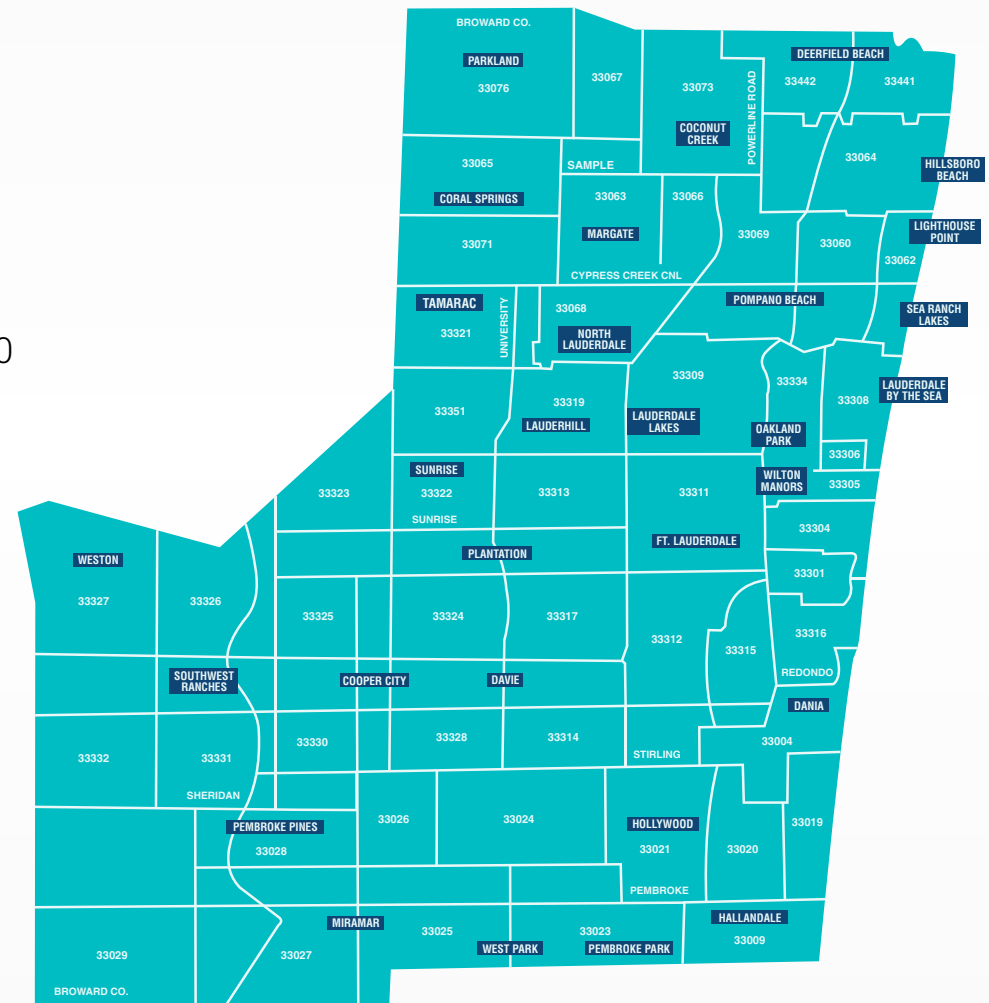 BROWARD CO.
PARKLAND
33076
33067
33073
POWERLINE ROAD
DEERFIELD BEACH
33442
33441
COCONUT
CREEK
33064
HILLSBORO
BEACH
33065
SAMPLE
CORAL SPRINGS
33063
33066
MARGATE
33069
33060
LIGHTHOUSE
POINT
33062
33071
CYPRESS CREEK CNL
TAMARAC
33321
UNIVERSITY
33068
NORTH
LAUDERDALE
POMPANO BEACH
SEA RANCH
LAKES
0
33351
33319
LAUDERHILL
33309
LAUDERDALE
LAKES
33334
OAKLAND
PARK
33308
LAUDERDALE
BY THE SEA
33306
33323
SUNRISE
33322
SUNRISE
33313
33311
WILTON
MANORS
33305
33304
FT. LAUDERDALE
PLANTATION
WESTON
33327
33326
33325
33324
33317
33312
33315
33301
33316
REDONDO
SOUTHWEST
RANCHES
COOPER CITY
DAVIE
DANIA
33004
33332
33331
SHERIDAN
33330
33328
33314
STIRLING
PEMBROKE PINES
33028
33026
33024
HOLLYWOOD
33021
PEMBROKE
33020
33019
33029
BROWARD CO.
33027
MIRAMAR
33025
WEST PARK
33023
PEMBROKE PARK
HALLANDALE
33009